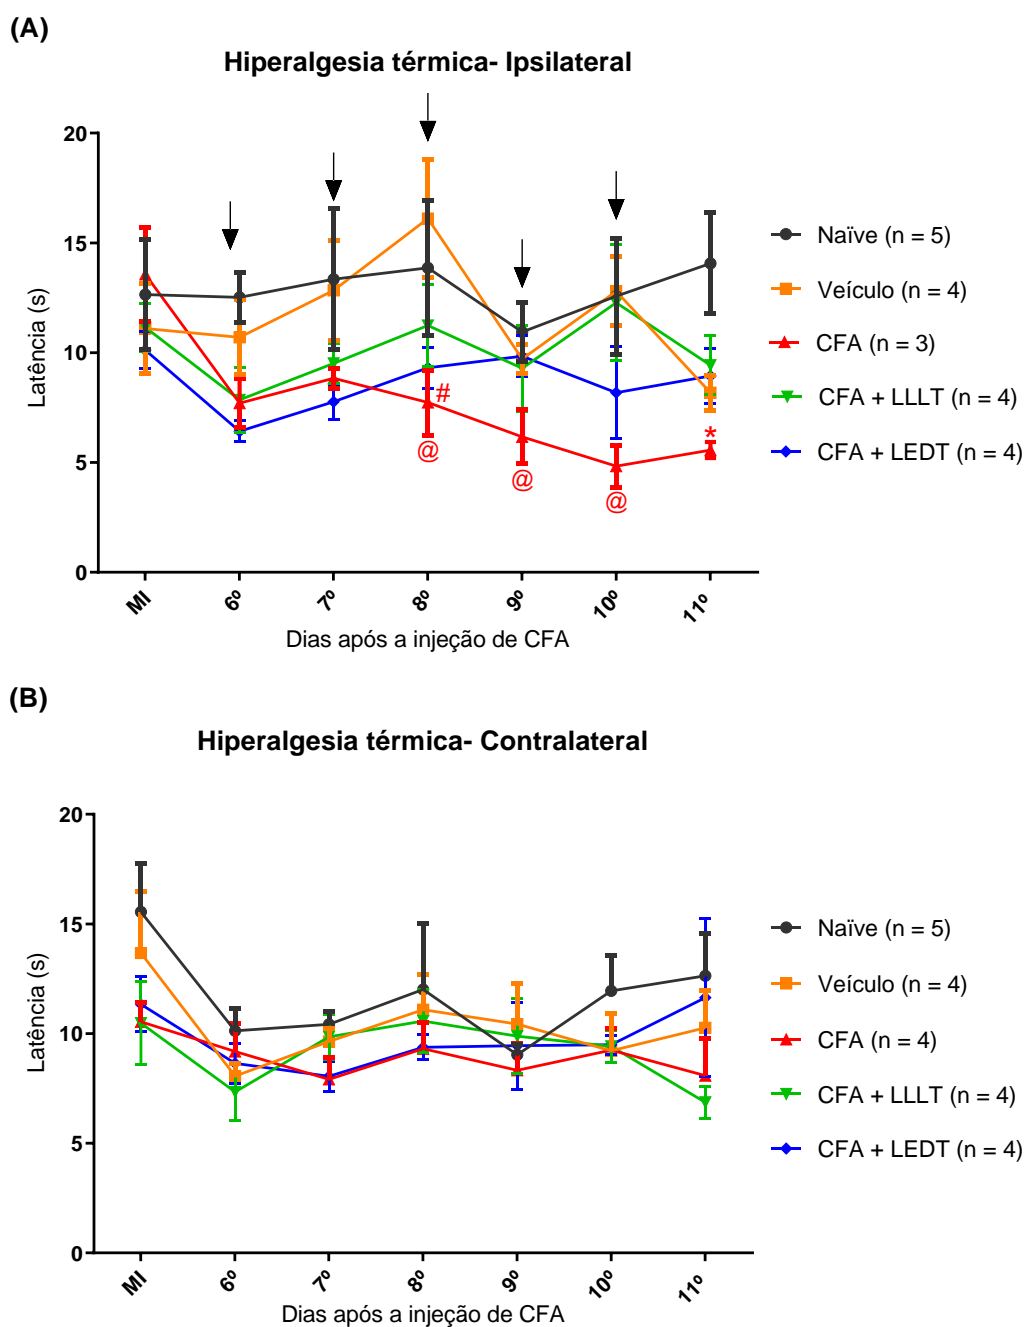 (A)
Hiperalgesia térmica- Ipsilateral
20
15
10
5
0
Latência (s)
#
@
@
@
*
MI
6º
7º
8º
9º
10º
11º
Dias após a injeção de CFA
Naïve (n = 5)
Veículo (n = 4)
CFA (n = 3)
CFA + LLLT (n = 4)
CFA + LEDT (n = 4)
(B)
Hiperalgesia térmica- Contralateral
20
15
10
5
0
Latência (s)
MI
6º
7º
8º
9º
10º
11º
Dias após a injeção de CFA
Naïve (n = 5)
Veículo (n = 4)
CFA (n = 4)
CFA + LLLT (n = 4)
CFA + LEDT (n = 4)